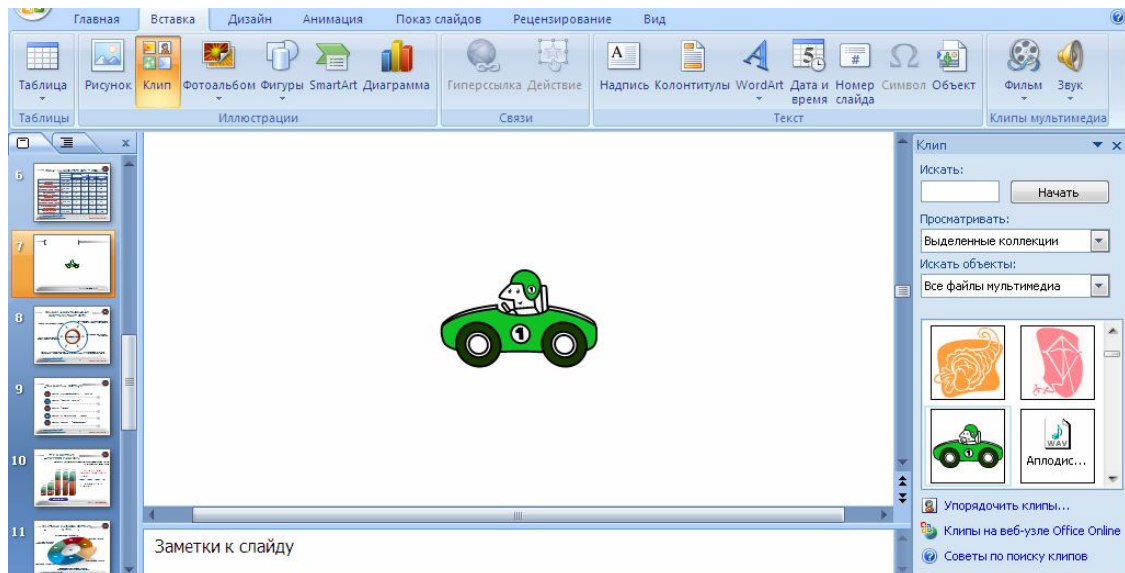 Главная Вставка Дизайн Анимация Показ слайдов Рецензирование Вид
Таблица Рисунок Клип Фотоальбом Фигуры SmartArt Диаграмма Гиперссылка Действие Надпись Колонтитулы WordArt Дата и время Номер слайда Символ Объект Фильм Звук
Таблицы Иллюстрации Связи Текст Клипы мультимедиа
Клип
Искать:
Начать
Просматривать:
Выделенные коллекции
Искать объекты:
Все файлы мультимедиа
6
7
8
9
10
11
1
1
WAV
Аплодис...
Упорядочить клипы...
Клипы на веб-узле Office Online
Советы по поиску клипов
Заметки к слайду